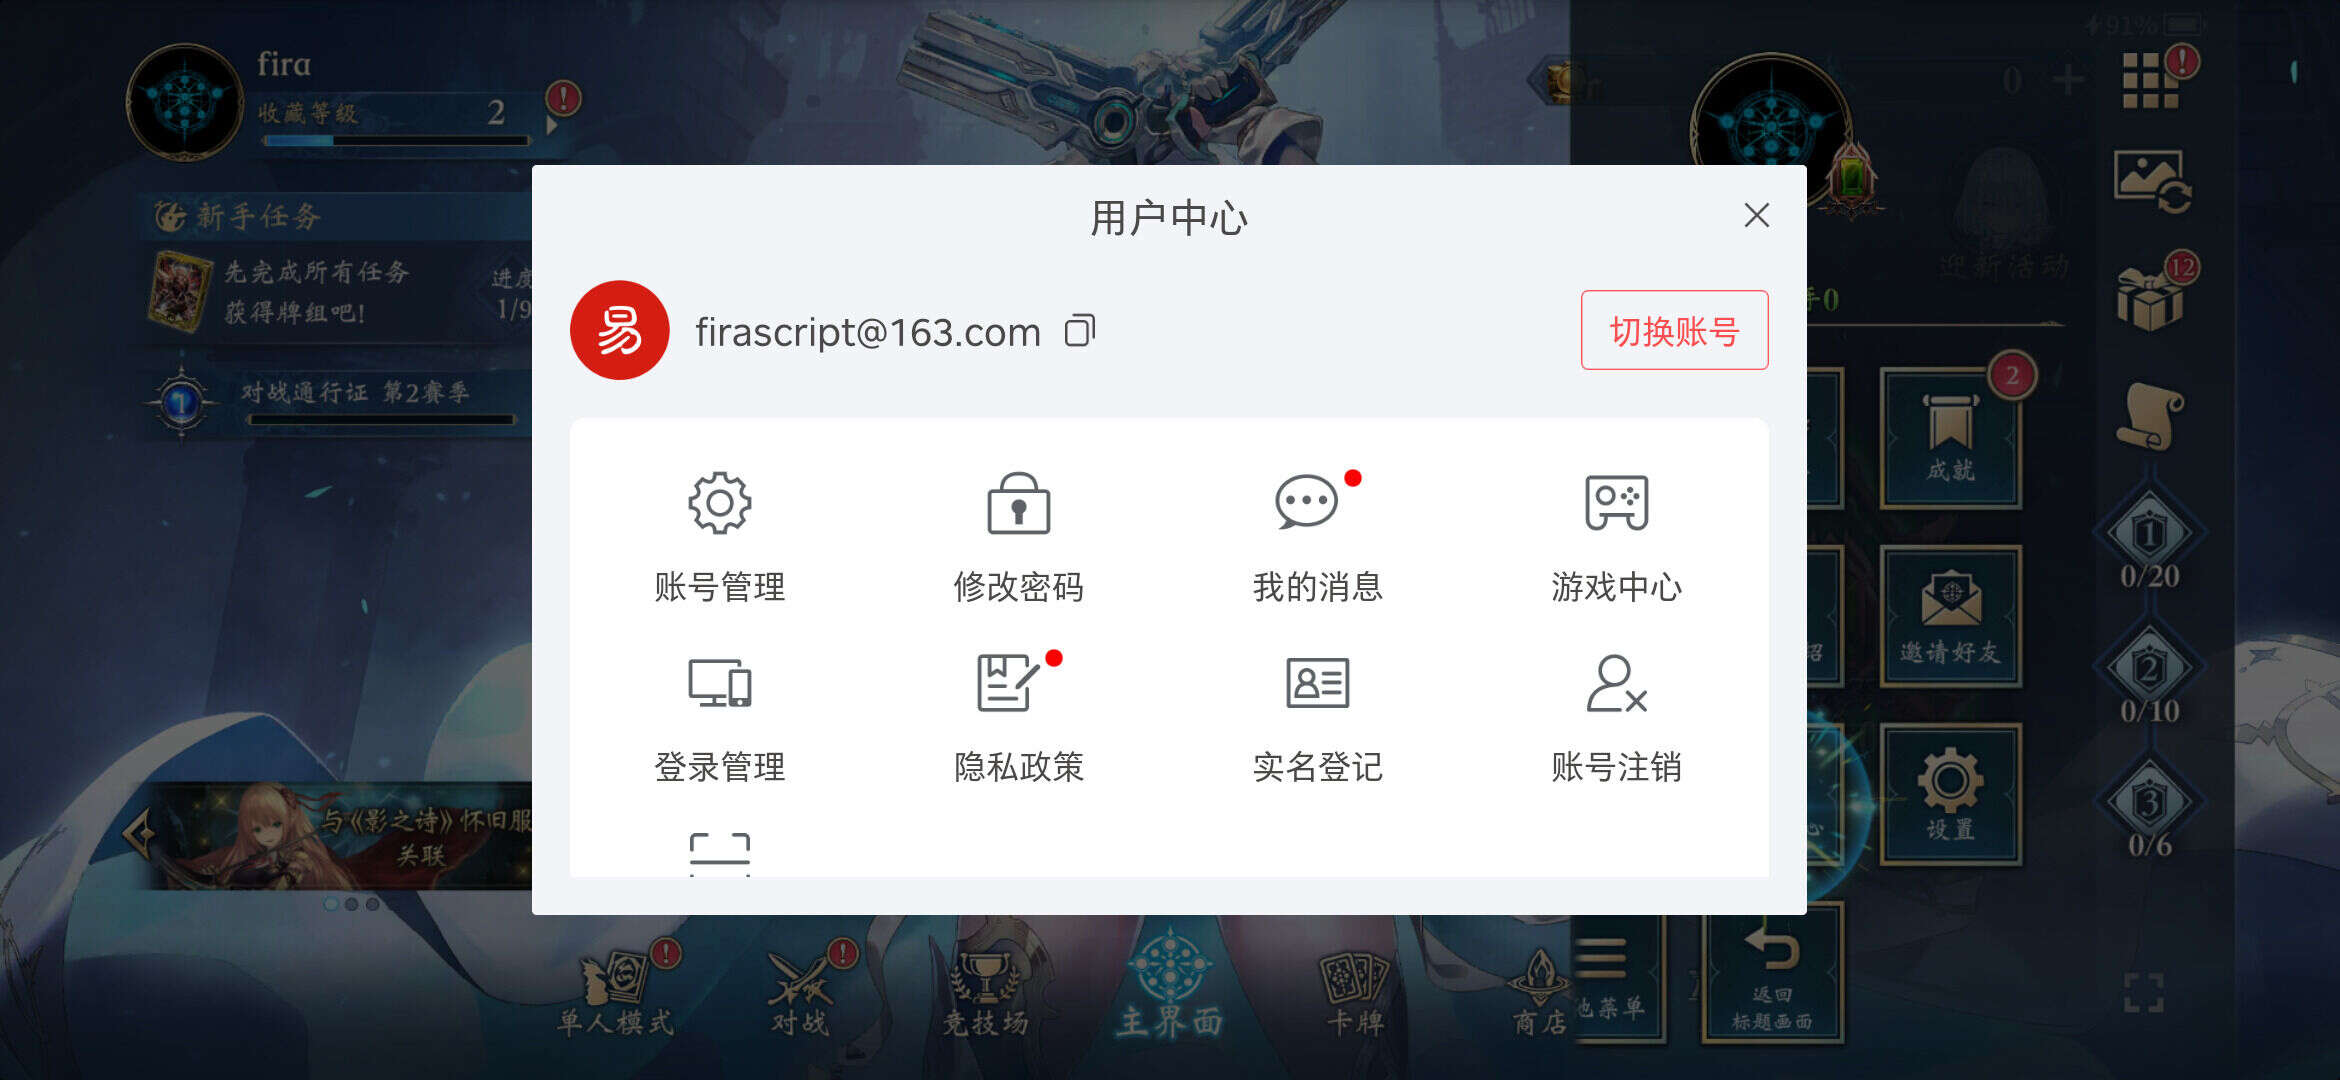 91%
fira
收藏等级 2
0
新手任务
先完成所有任务
获得牌组吧!
进度
1/9
迎新活动
12
对战通行证 第2赛季
1
用户中心
易
firascript@163.com
切换账号
账号管理
修改密码
我的消息
游戏中心
登录管理
隐私政策
实名登记
账号注销
0
2
成就
邀请好友
设置
1
0/20
2
0/10
3
0/6
与《影之诗》怀旧服
关联
单人模式
对战
竞技场
主界面
卡牌
商店
他菜单
返回
标题画面